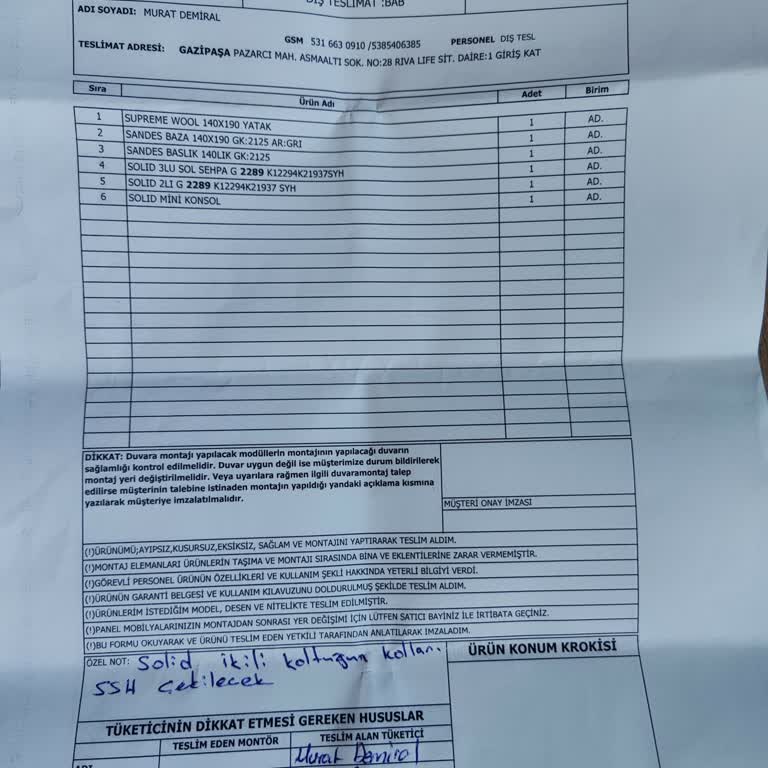 DIŞ TESLİMAT :BAB
ADI SOYADI: MURAT DEMİRAL
GSM 531 663 0910 /5385406385 PERSONEL DIŞ TESL
TESLİMAT ADRESİ: GAZİPAŞA PAZARCI MAH. ASMAALTI SOK. NO:28 RIVA LIFE SİT. DAİRE:1 GİRİŞ KAT
Sıra Ürün Adı Adet Birim
1 SUPREME WOOL 140X190 YATAK 1 AD.
2 SANDES BAZA 140X190 GK:2125 AR:GRI 1 AD.
3 SANDES BASLIK 140LIK GK:2125 1 AD.
4 SOLID 3LU SOL SEHPA G 2289 K12294K21937SYH 1 AD.
5 SOLID 2LI G 2289 K12294K21937 SYH 1 AD.
6 SOLID MİNİ KONSOL 1 AD.
DİKKAT: Duvara montajı yapılacak modüllerin montajının yapılacağı duvarın
sağlamlığı kontrol edilmelidir. Duvar uygun değil ise müşterimize durum bildirilerek
montaj yeri değiştirilmelidir. Veya uyarılara rağmen ilgili duvaramontaj talep
edilirse müşterinin talebine istinaden montajın yapıldığı yandaki açıklama kısmına
yazılarak müşteriye imzalatılmalıdır.
MÜŞTERİ ONAY İMZASI
(!)ÜRÜNÜMÜ;AYIPSIZ,KUSURSUZ,EKSİKSİZ, SAĞLAM VE MONTAJINI YAPTIRARAK TESLİM ALDIM.
(!)MONTAJ ELEMANLARI ÜRÜNLERİN TAŞIMA VE MONTAJI SIRASINDA BİNA VE EKLENTİLERİNE ZARAR VERMEMİŞTİR.
(!)GÖREVLİ PERSONEL ÜRÜNÜN ÖZELLİKLERİ VE KULLANIM ŞEKLİ HAKKINDA YETERLİ BİLGİYİ VERDİ.
(!)ÜRÜNÜN GARANTİ BELGESI VE KULLANIM KILAVUZUNU DOLDURULMUŞ ŞEKİLDE TESLİM ALDIM.
(!)ÜRÜNLERİM İSTEDİĞİM MODEL, DESEN VE NİTELİKTE TESLİM EDİLMİŞTİR.
(!)PANEL MOBİLYALARINIZIN MONTAJDAN SONRASI YER DEĞİŞİMİ İÇİN LÜTFEN SATICI BAYİNİZ İLE İRTİBATA GEÇİNİZ.
(!)BU FORMU OKUYARAK VE ÜRÜNÜ TESLİM EDEN YETKİLİ TARAFINDAN ANLATILARAK İMZALADIM.
ÖZEL NOT: Solid ikili koltuğun kolları
SSH Çekilecek
ÜRÜN KONUM KROKİSİ
TÜKETİCİNİN DİKKAT ETMESİ GEREKEN HUSUSLAR
TESLİM EDEN MONTÖR TESLİM ALAN TÜKETİCİ
ADI Murat Demiral